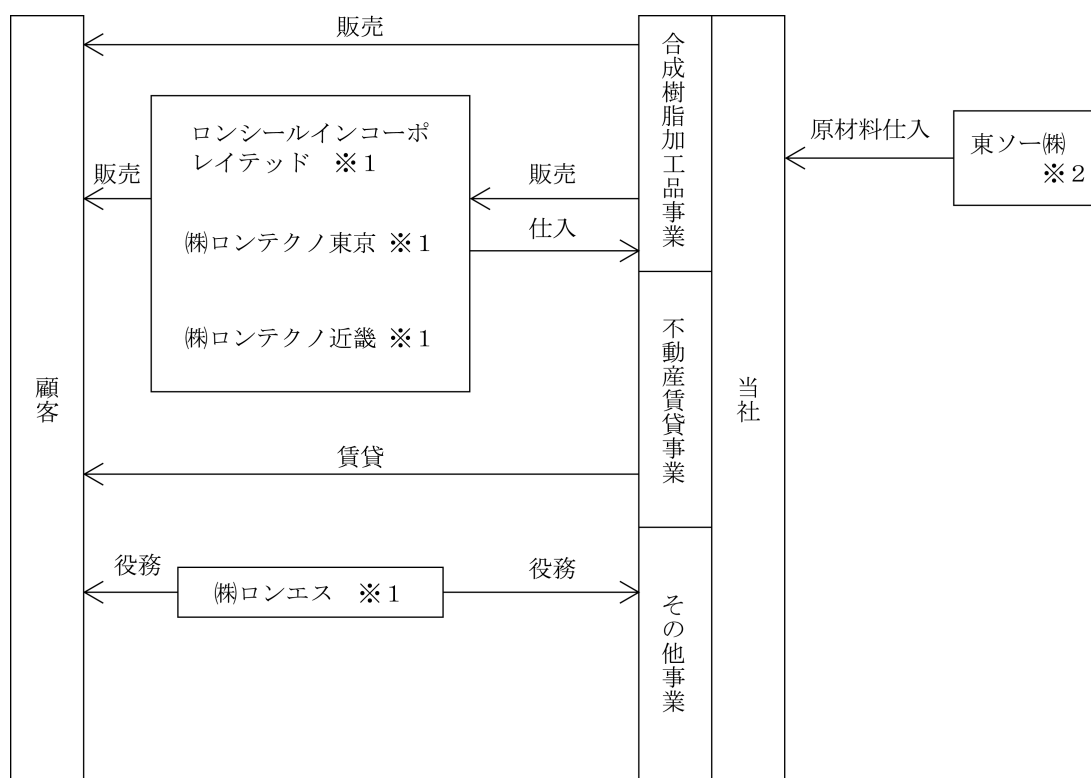 販売
合成樹脂加工品事業
ロンシールインコーポ
レイテッド ※1
原材料仕入
東ソー㈱
※2
販売
販売
仕入
㈱ロンテクノ東京 ※1
㈱ロンテクノ近畿 ※1
不動産賃貸事業
顧客
当社
賃貸
役務
㈱ロンエス ※1
役務
その他事業